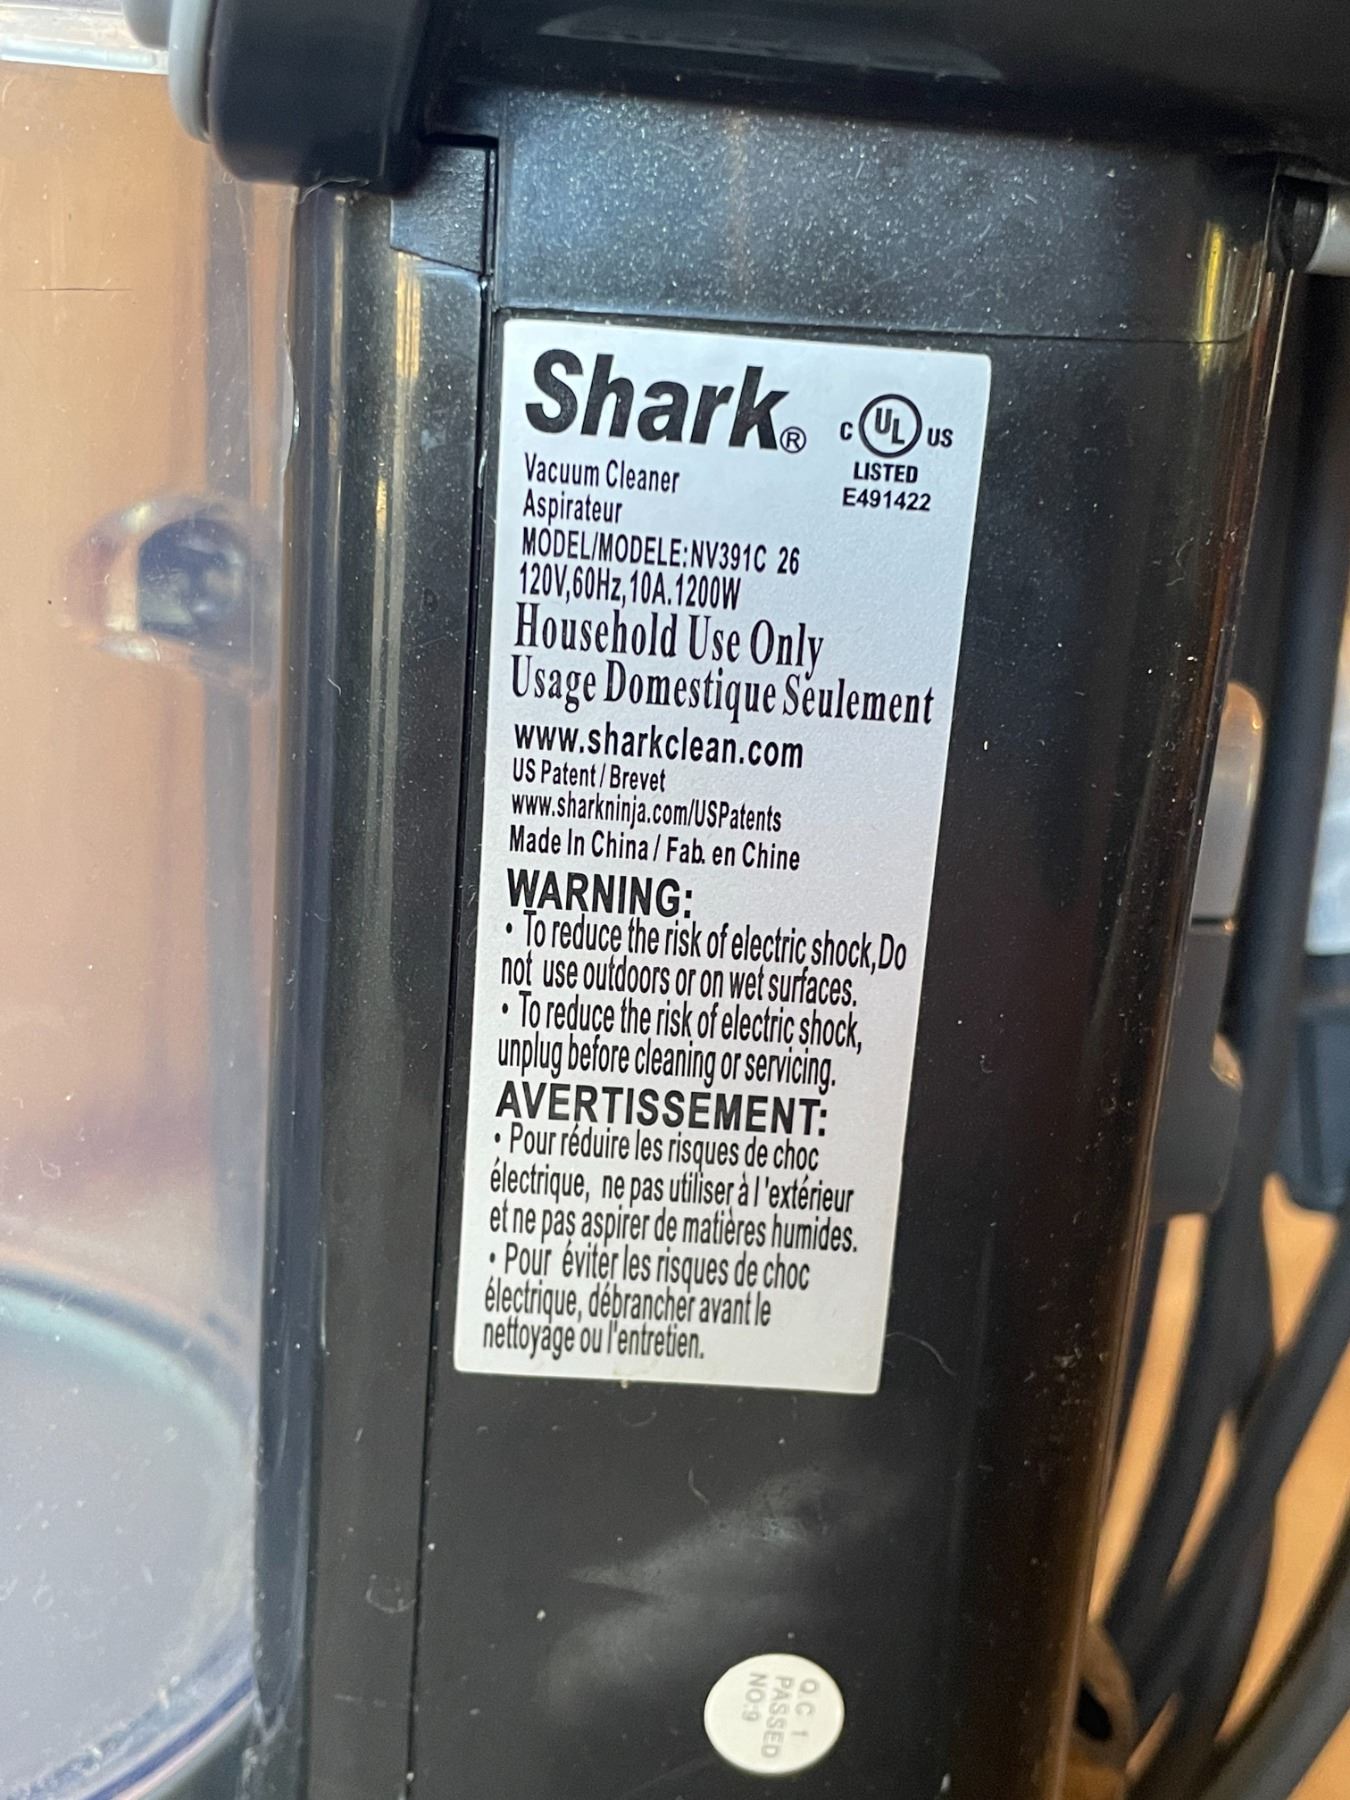 Shark®
C UL US
LISTED
E491422
Vacuum Cleaner
Aspirateur
MODEL/MODELE:NV391C 26
120V,60Hz,10A.1200W
Household Use Only
Usage Domestique Seulement
www.sharkclean.com
US Patent / Brevet
www.sharkninja.com/USPatents
Made In China / Fab. en Chine
WARNING:
• To reduce the risk of electric shock,Do
not use outdoors or on wet surfaces.
• To reduce the risk of electric shock,
unplug before cleaning or servicing.
AVERTISSEMENT:
• Pour réduire les risques de choc
électrique, ne pas utiliser à l'extérieur
et ne pas aspirer de matières humides.
• Pour éviter les risques de choc
électrique, débrancher avant le
nettoyage ou l'entretien.
Q.C 1
PASSED
NO:9